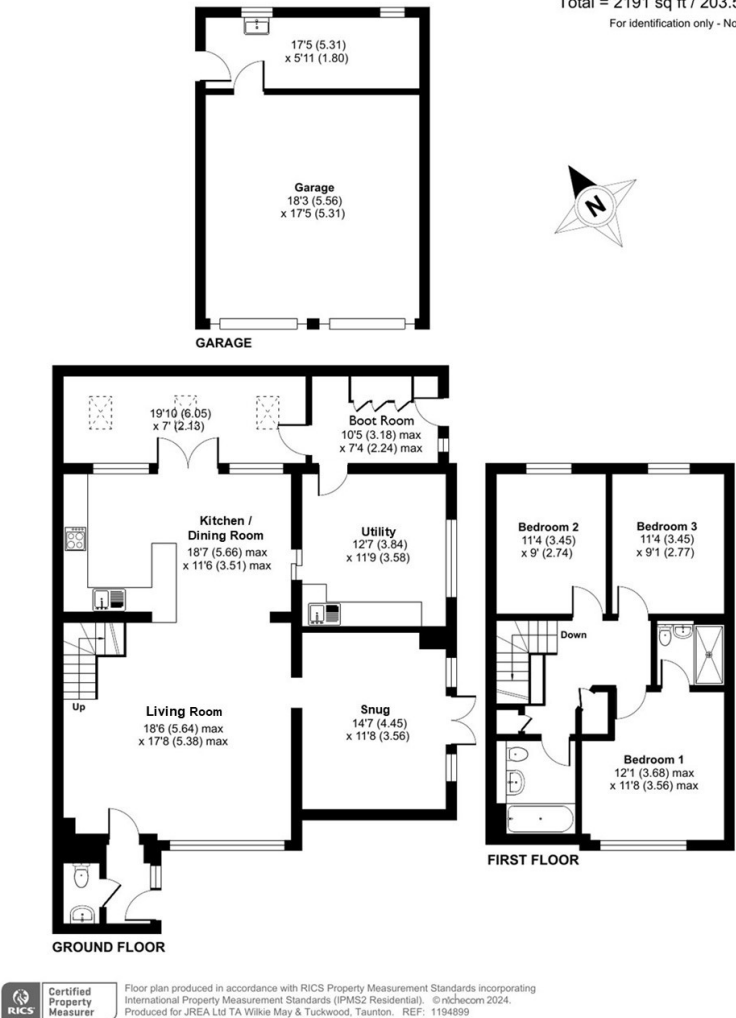 Total = 2191 sq ft / 203.5
For identification only - No
17'5 (5.31)
x 5'11 (1.80)
Garage
18'3 (5.56)
x 17'5 (5.31)
N
GARAGE
19'10 (6.05)
x 7' (2.13)
Boot Room
10'5 (3.18) max
x 7'4 (2.24) max
Kitchen /
Dining Room
18'7 (5.66) max
x 11'6 (3.51) max
Utility
12'7 (3.84)
x 11'9 (3.58)
Bedroom 2
11'4 (3.45)
x 9' (2.74)
Bedroom 3
11'4 (3.45)
x 9'1 (2.77)
Down
Up
Living Room
18'6 (5.64) max
x 17'8 (5.38) max
Snug
14'7 (4.45)
x 11'8 (3.56)
Bedroom 1
12'1 (3.68) max
x 11'8 (3.56) max
FIRST FLOOR
GROUND FLOOR
RICS
Certified
Property
Measurer
Floor plan produced in accordance with RICS Property Measurement Standards incorporating
International Property Measurement Standards (IPMS2 Residential). © nichecom 2024.
Produced for JREA Ltd TA Wilkie May & Tuckwood, Taunton. REF: 1194899